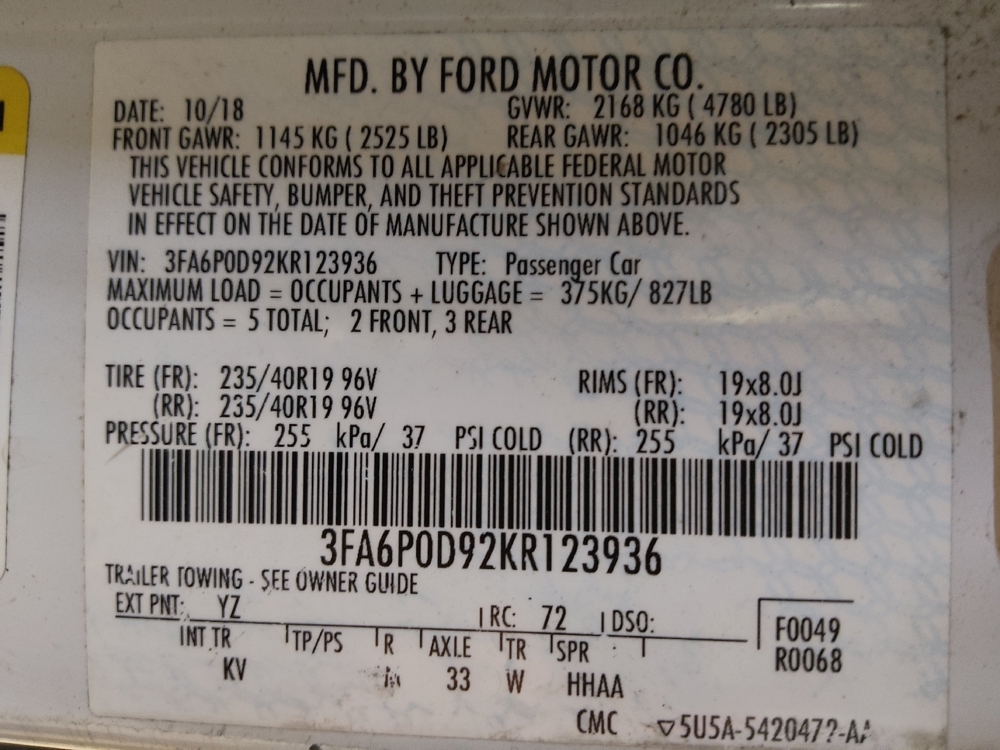 MFD. BY FORD MOTOR CO.
DATE: 10/18 GVWR: 2168 KG ( 4780 LB)
FRONT GAWR: 1145 KG ( 2525 LB) REAR GAWR: 1046 KG ( 2305 LB)
THIS VEHICLE CONFORMS TO ALL APPLICABLE FEDERAL MOTOR
VEHICLE SAFETY, BUMPER, AND THEFT PREVENTION STANDARDS
IN EFFECT ON THE DATE OF MANUFACTURE SHOWN ABOVE.
VIN: 3FA6P0D92KR123936 TYPE: Passenger Car
MAXIMUM LOAD = OCCUPANTS + LUGGAGE = 375KG/ 827LB
OCCUPANTS = 5 TOTAL; 2 FRONT, 3 REAR
TIRE (FR): 235/40R19 96V RIMS (FR): 19x8.0J
(RR): 235/40R19 96V (RR): 19x8.0J
PRESSURE (FR): 255 kPa/ 37 PSI COLD (RR): 255 kPa/ 37 PSI COLD
3FA6P0D92KR123936
TRAILER TOWING - SEE OWNER GUIDE
EXT PNT: YZ RC: 72 DSO:
F0049
INT TR TP/PS R AXLE TR SPR
R0068
KV 33 W HHAA
CMC ▽5U5A-5420472-